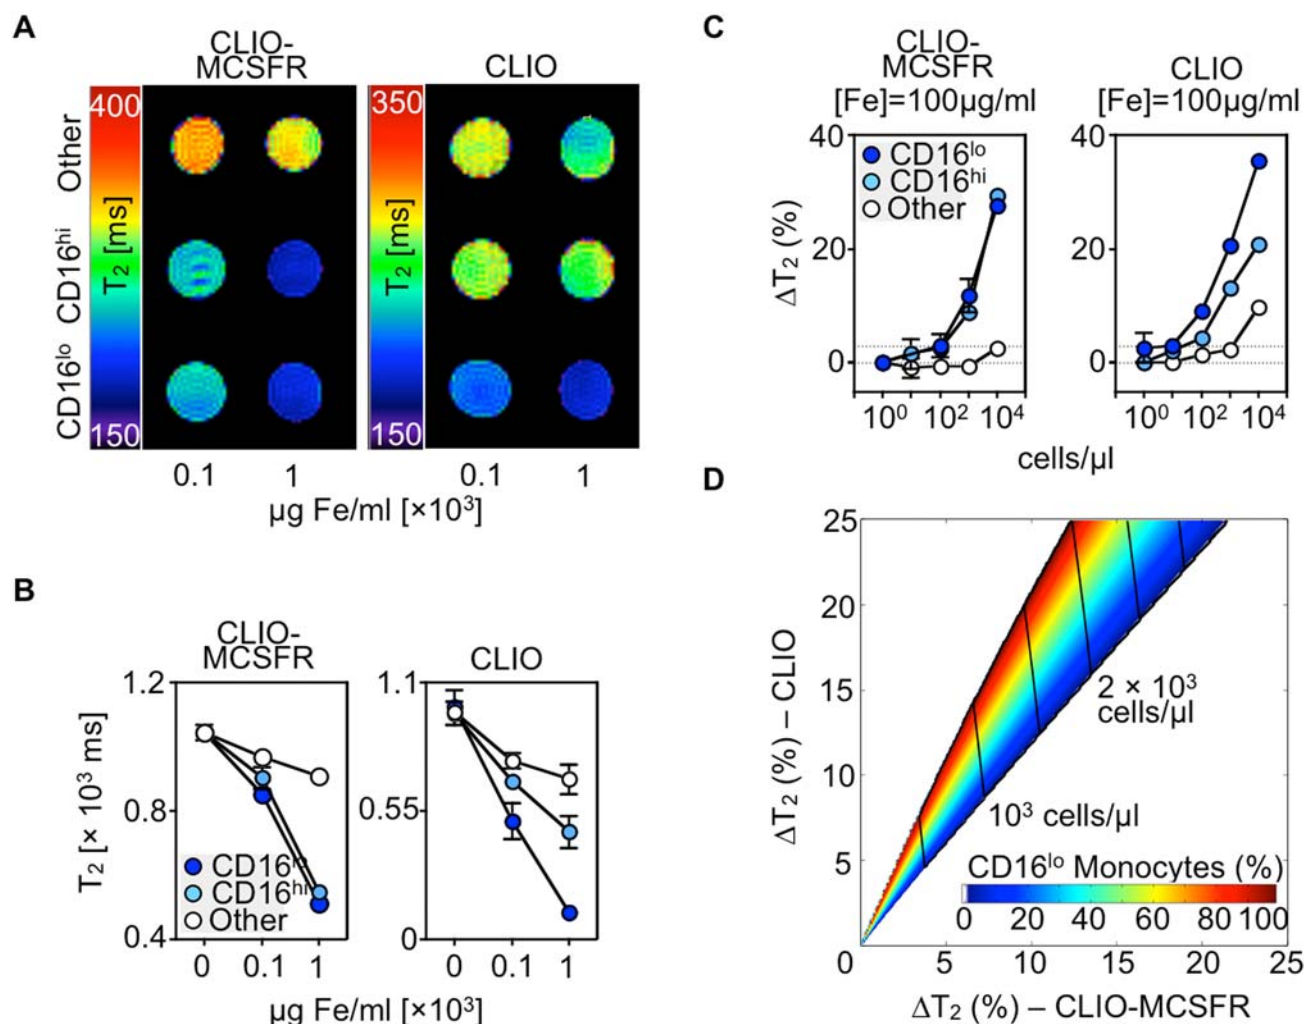 A
CLIO-
MCSFR
CLIO
400
350
Other
CD16hi
CD16lo
T2 [ms]
T2 [ms]
150
150
0.1
1
0.1
1
µg Fe/ml [×10³]
B
CLIO-
MCSFR
CLIO
1.2
0.8
0.4
1.1
0.55
0
T2 [× 10³ ms]
CD16lo
CD16hi
Other
0
0.1
1
0
0.1
1
µg Fe/ml [×10³]
C
CLIO-
MCSFR
[Fe]=100µg/ml
CLIO
[Fe]=100µg/ml
40
20
0
40
20
0
ΔT2 (%)
CD16lo
CD16hi
Other
10⁰
10²
10⁴
10⁰
10²
10⁴
cells/µl
D
25
20
15
10
5
ΔT2 (%) – CLIO
2 × 10³
cells/µl
10³ cells/µl
CD16lo Monocytes (%)
0
20
40
60
80
100
0
5
10
15
20
25
ΔT2 (%) – CLIO-MCSFR